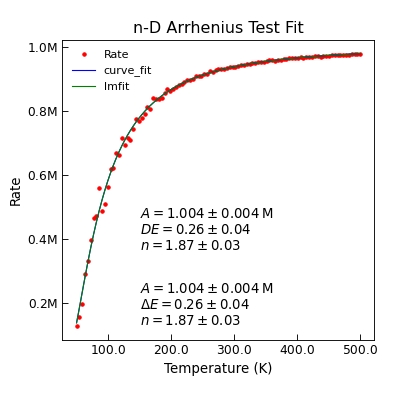 n-D Arrhenius Test Fit
1.0M
0.8M
0.6M
0.4M
0.2M
Rate
Rate
curve_fit
lmfit
A = 1.004 ± 0.004 M
DE = 0.26 ± 0.04
n = 1.87 ± 0.03
A = 1.004 ± 0.004 M
ΔE = 0.26 ± 0.04
n = 1.87 ± 0.03
100.0 200.0 300.0 400.0 500.0
Temperature (K)